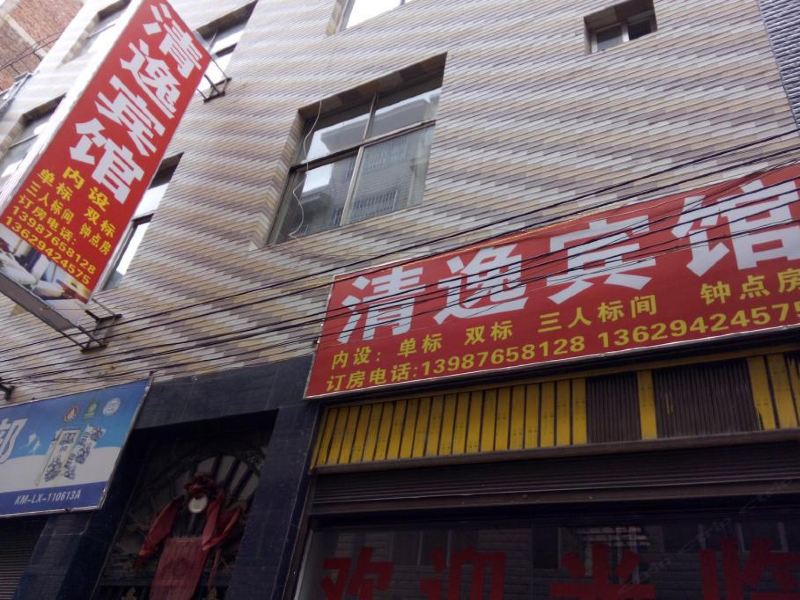 清逸宾馆
内设
单标 双标
三人标间 钟点房
订房电话:
13987658128
13629424575
清逸宾馆
内设: 单标 双标 三人标间 钟点房
订房电话:13987658128 13629424575
KM-LX-110613A
欢迎光临